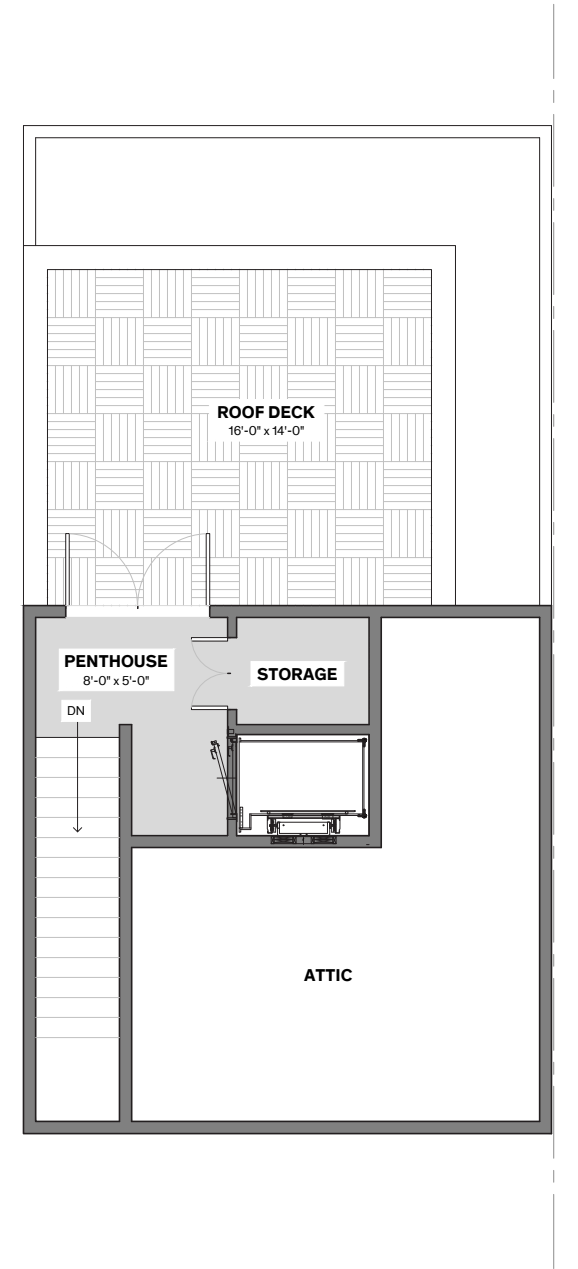 ROOF DECK
16'-0" x 14'-0"
PENTHOUSE
8'-0" x 5'-0"
STORAGE
DN
ATTIC